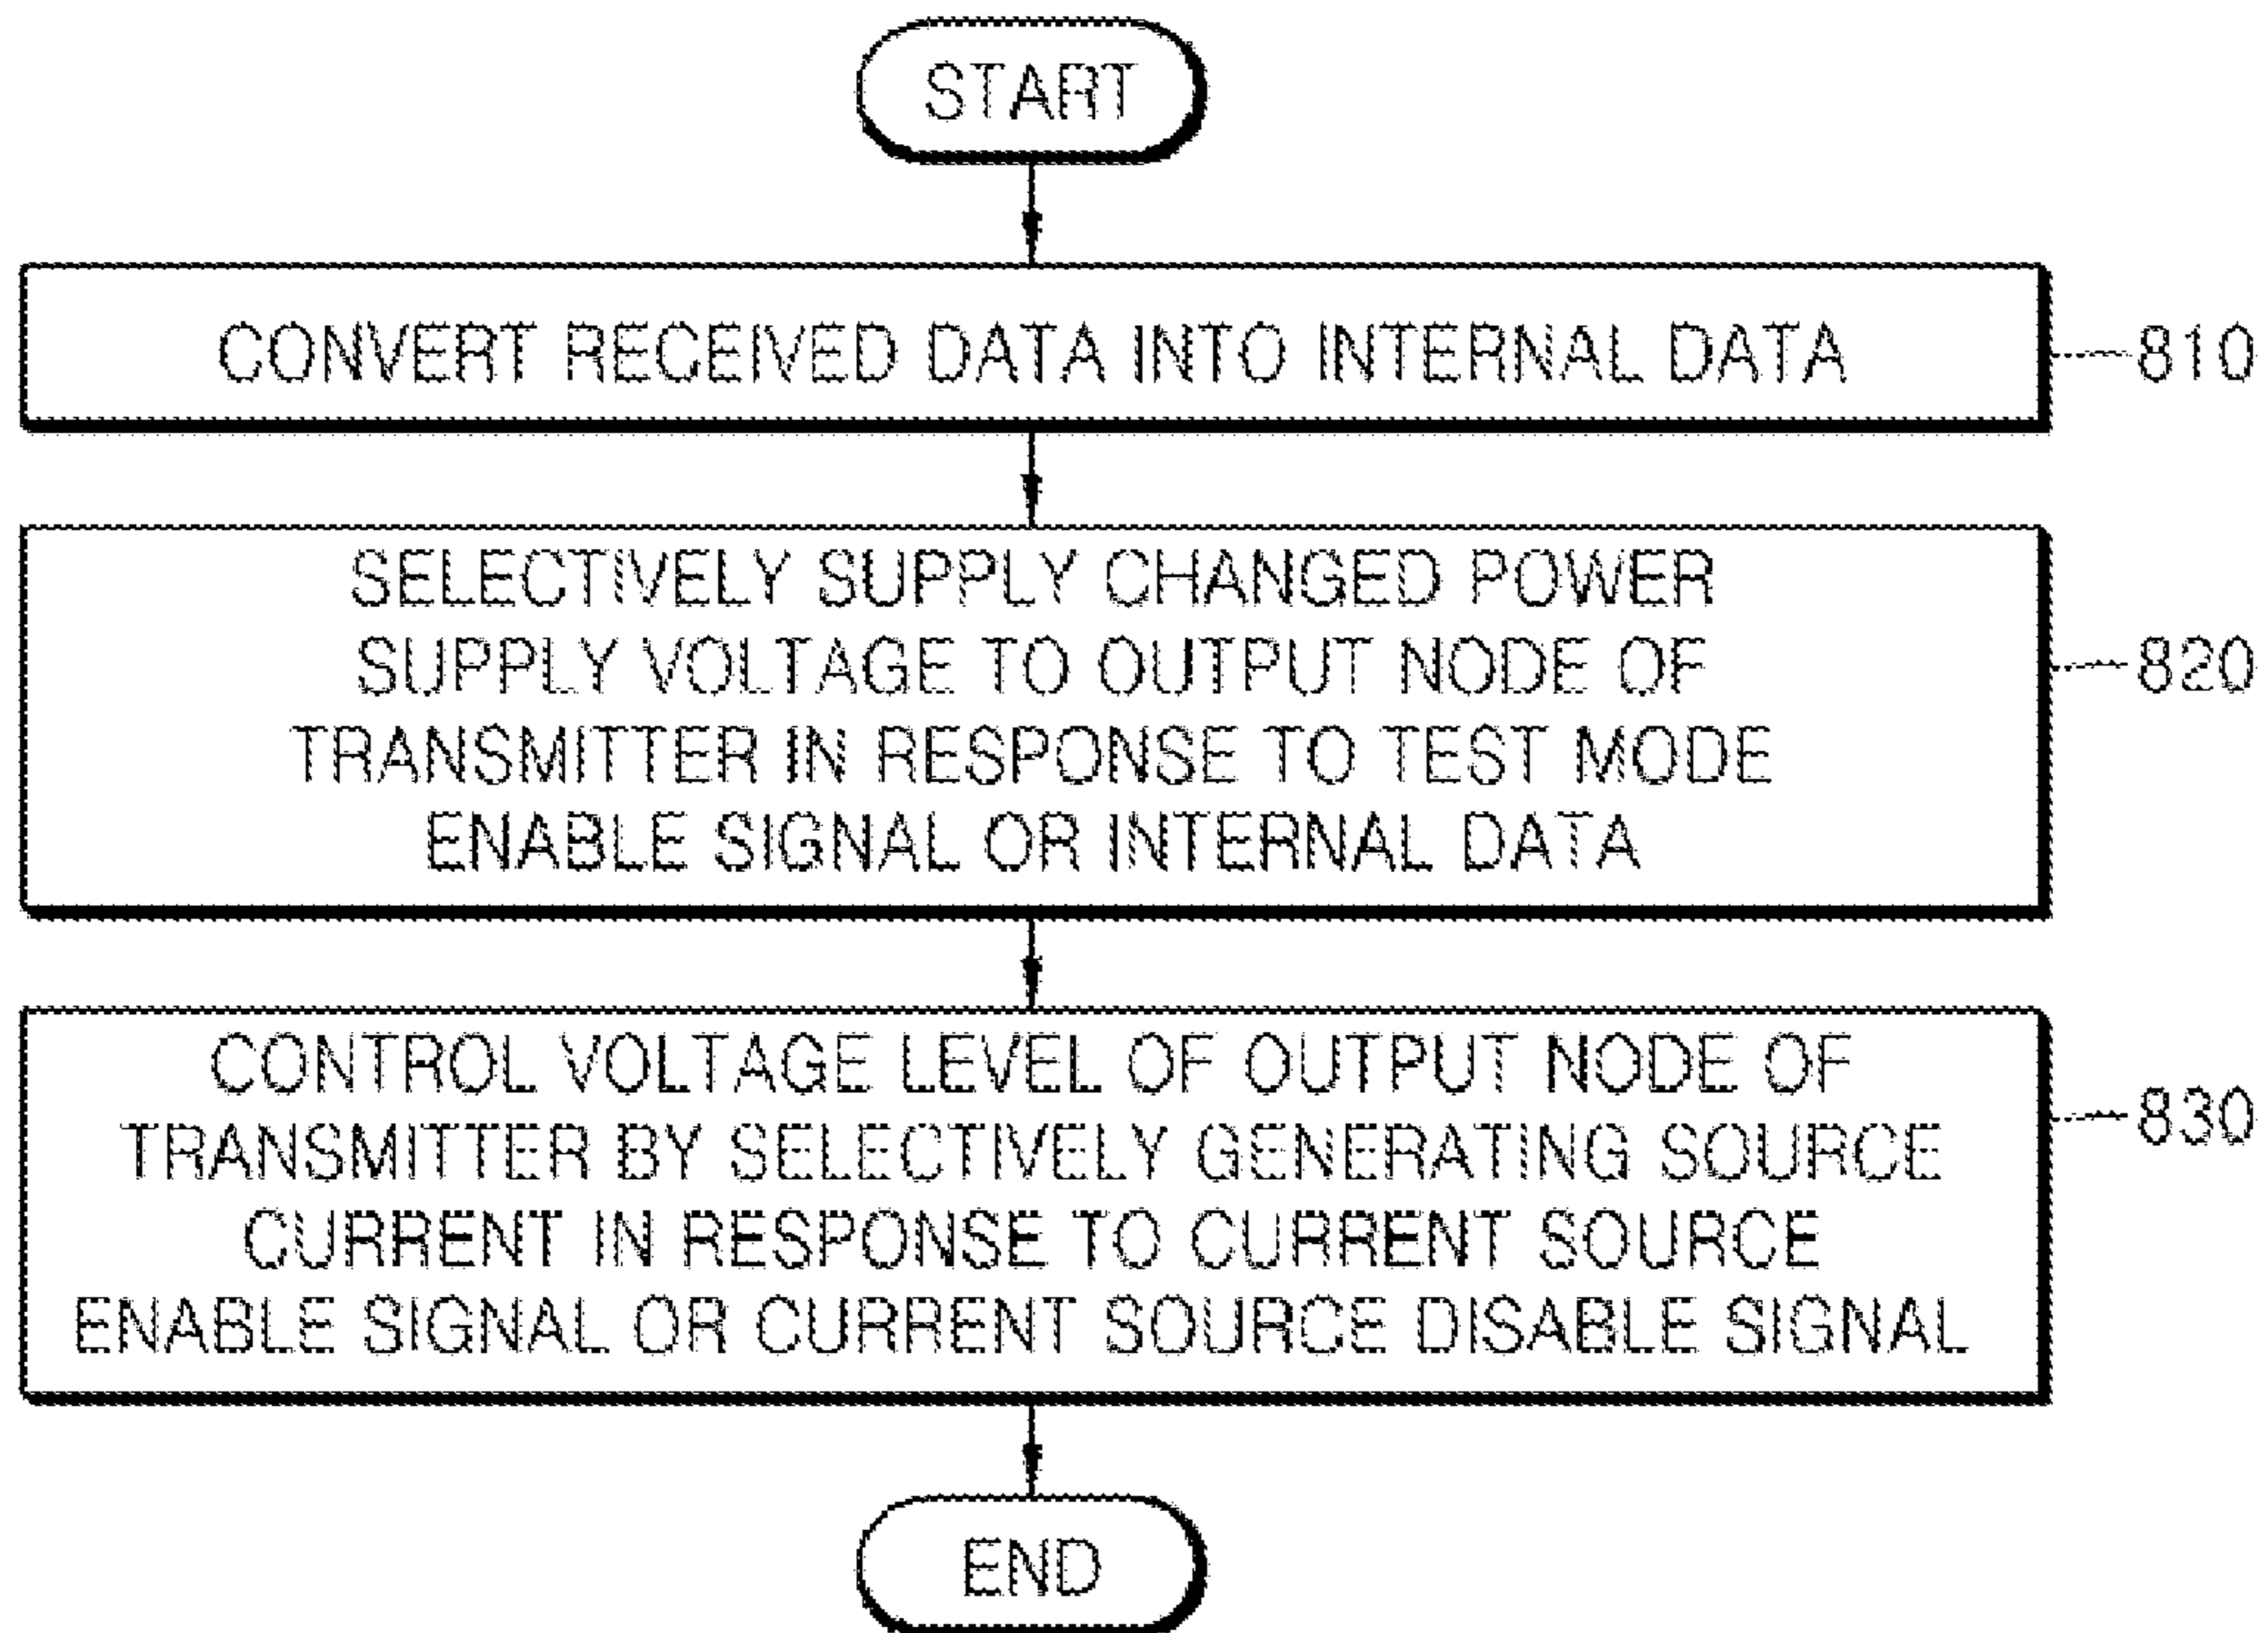 START
CONVERT RECEIVED DATA INTO INTERNAL DATA
810
SELECTIVELY SUPPLY CHANGED POWER
SUPPLY VOLTAGE TO OUTPUT NODE OF
TRANSMITTER IN RESPONSE TO TEST MODE
ENABLE SIGNAL OR INTERNAL DATA
820
CONTROL VOLTAGE LEVEL OF OUTPUT NODE OF
TRANSMITTER BY SELECTIVELY GENERATING SOURCE
CURRENT IN RESPONSE TO CURRENT SOURCE
ENABLE SIGNAL OR CURRENT SOURCE DISABLE SIGNAL
830
END